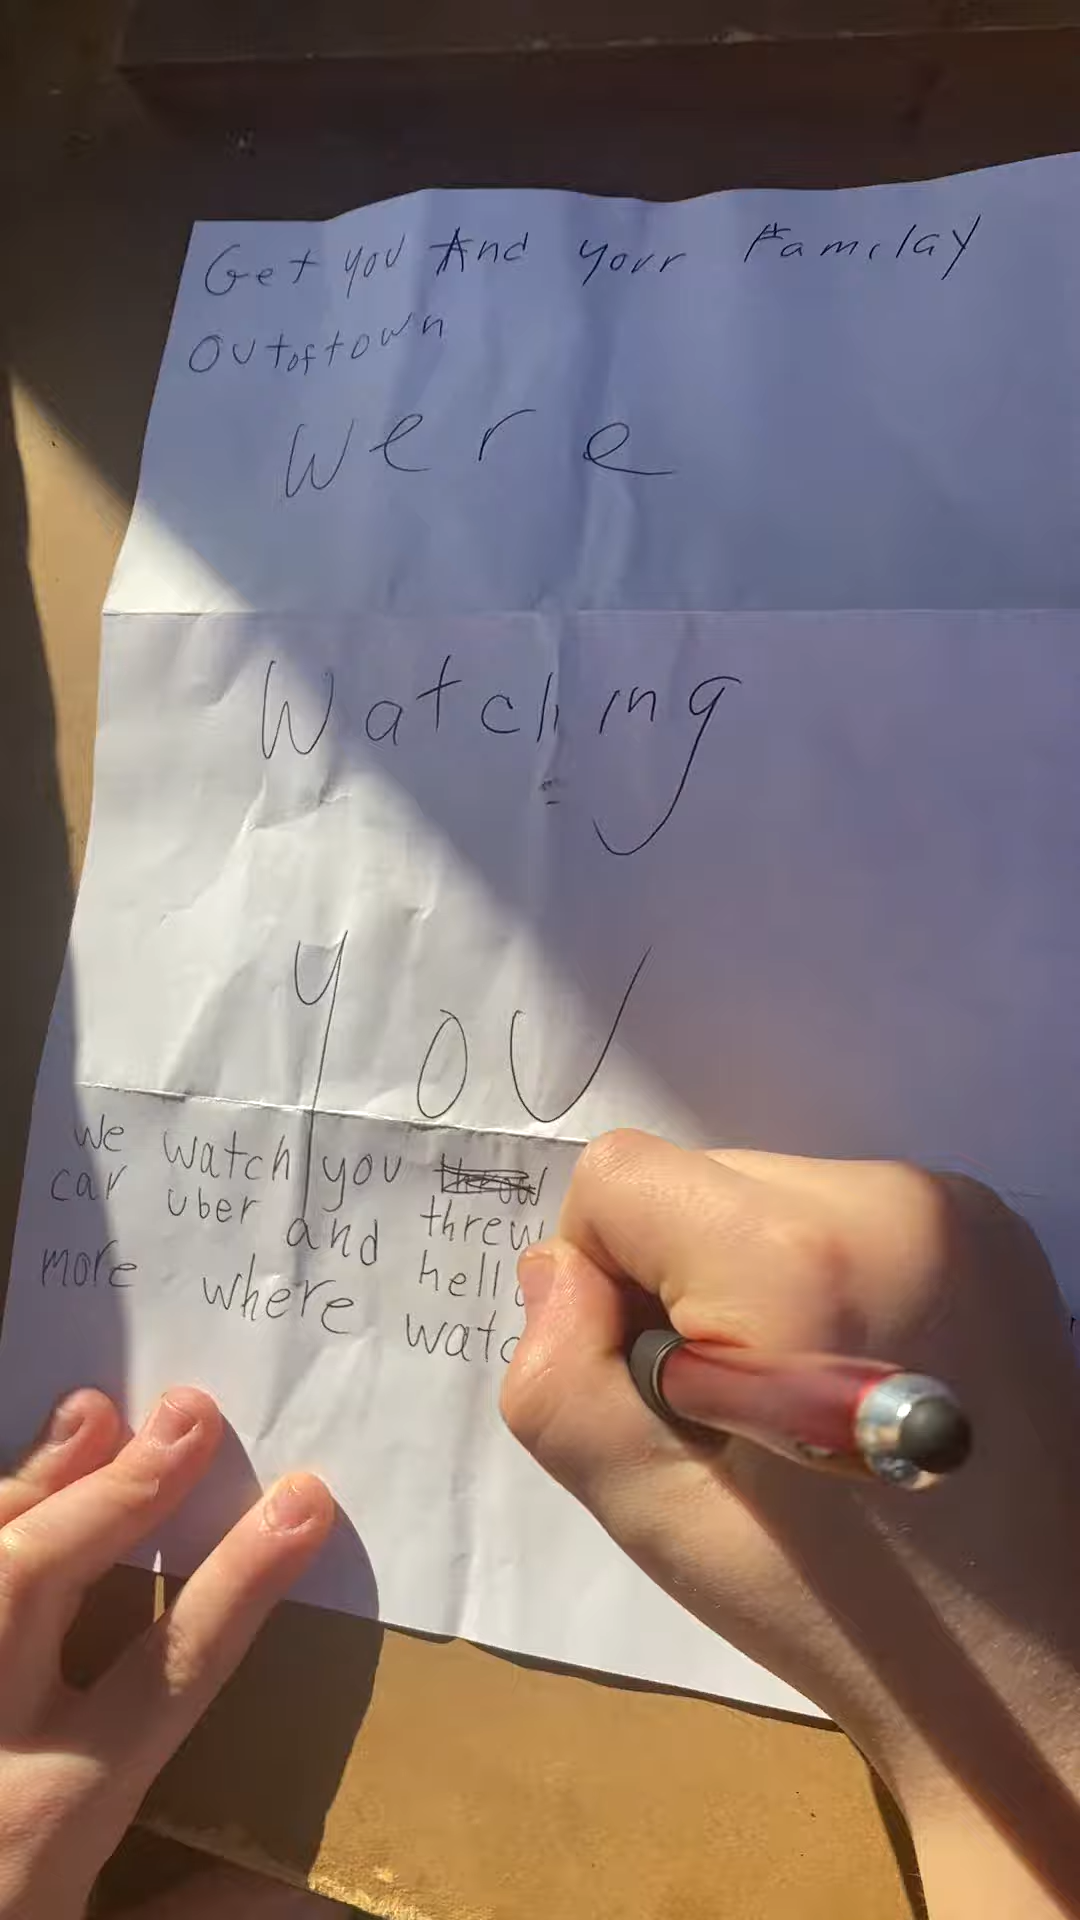 Get you And your Famclay
outoftown
were
watching
you
we watch you
car uber and threw
more where hell
watc